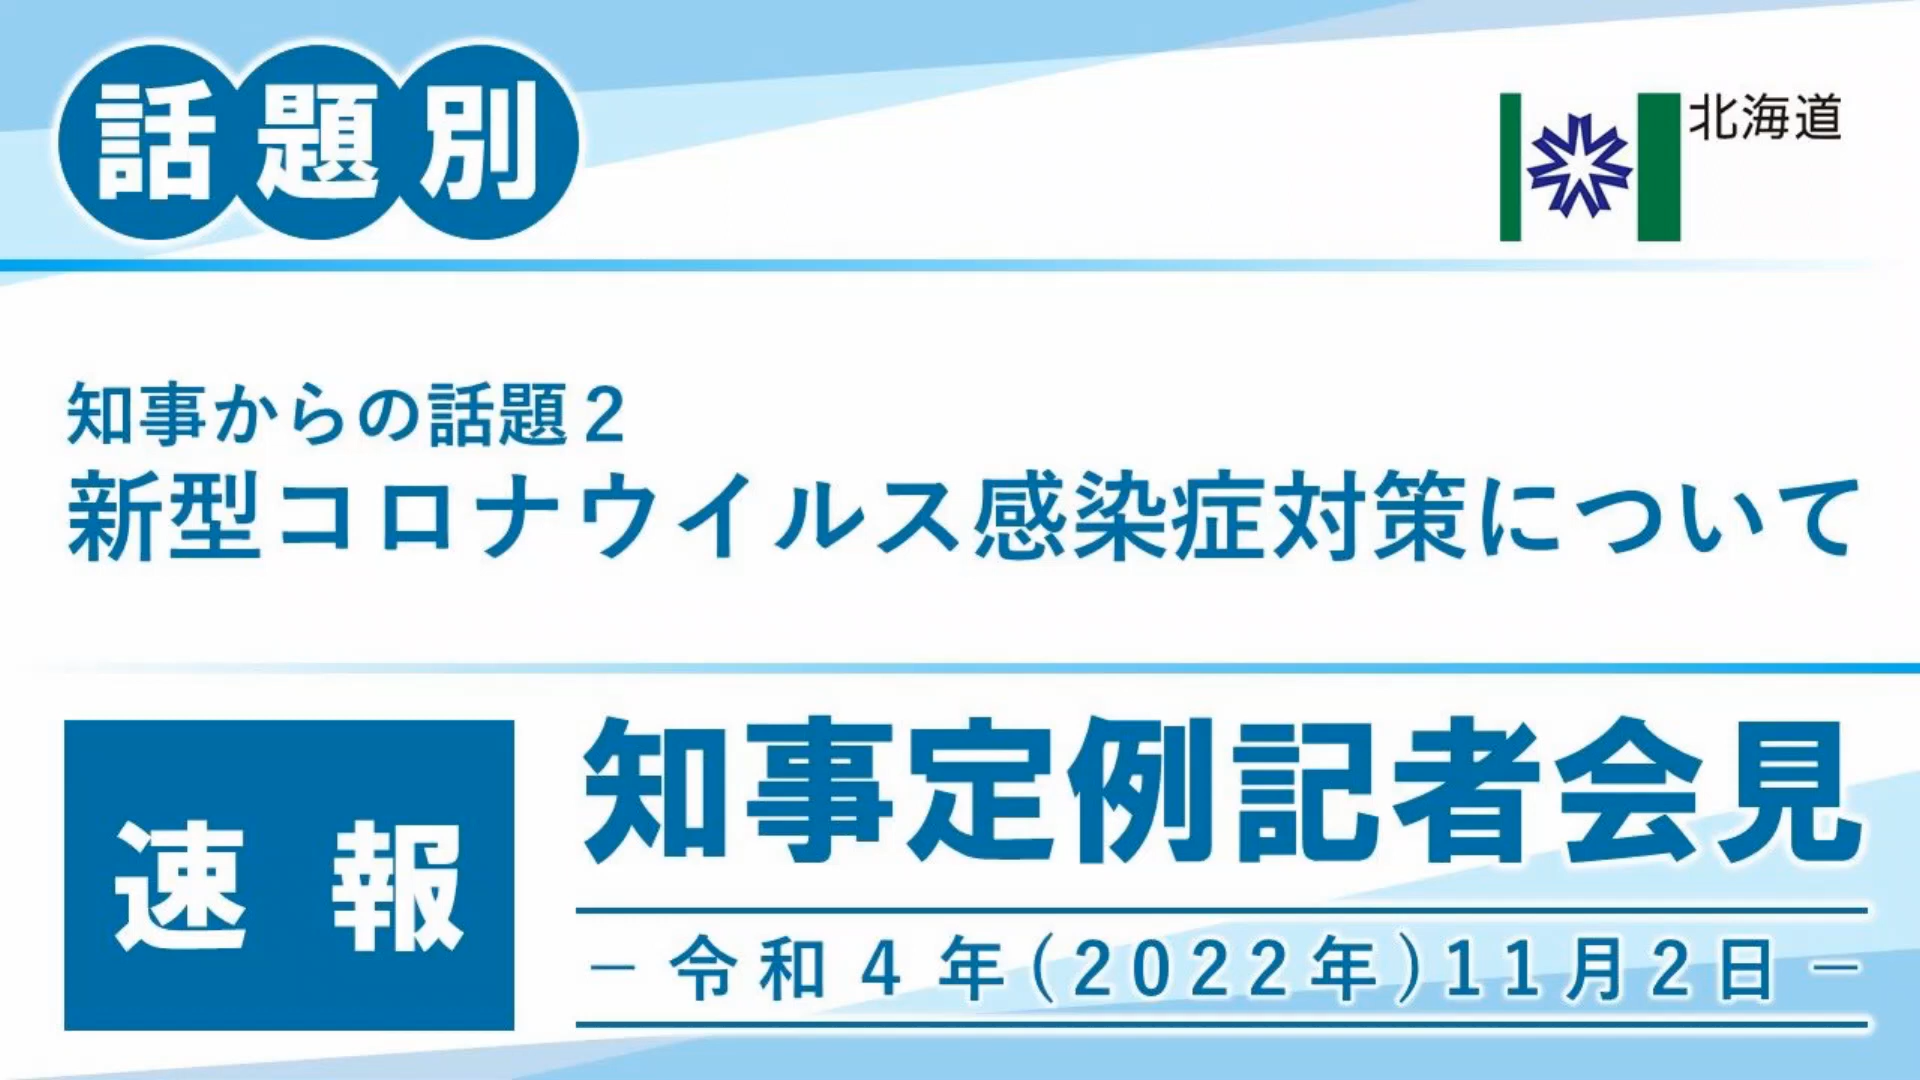 話題別
北海道
知事からの話題２
新型コロナウイルス感染症対策について
速報
知事定例記者会見
－令和４年(2022年)11月2日－